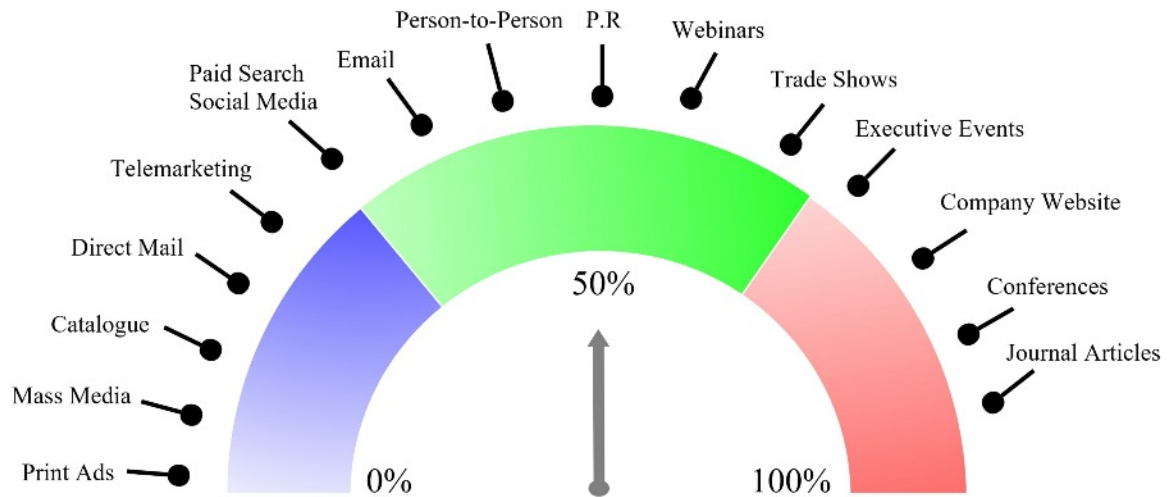 Person-to-Person
P.R
Webinars
Email
Trade Shows
Paid Search
Social Media
Executive Events
Telemarketing
Company Website
Direct Mail
50%
Conferences
Catalogue
Journal Articles
Mass Media
Print Ads
0%
100%